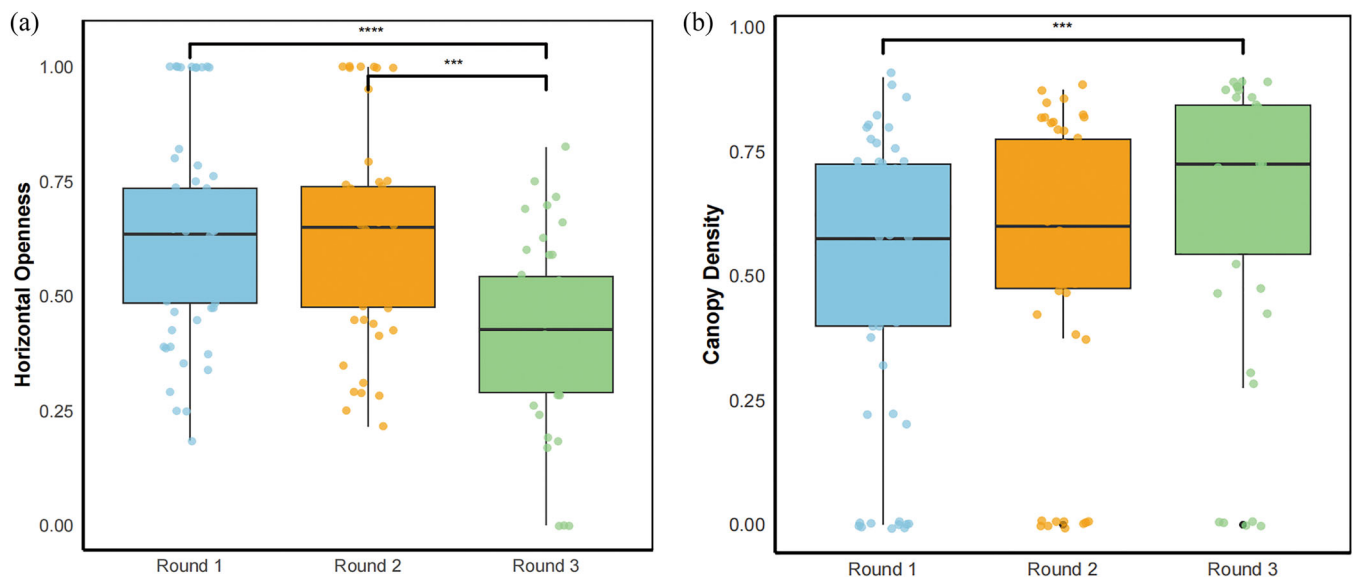 (a)
Horizontal Openness
1.00
0.75
0.50
0.25
0.00
****
***
Round 1
Round 2
Round 3
(b)
Canopy Density
1.00
0.75
0.50
0.25
0.00
***
Round 1
Round 2
Round 3